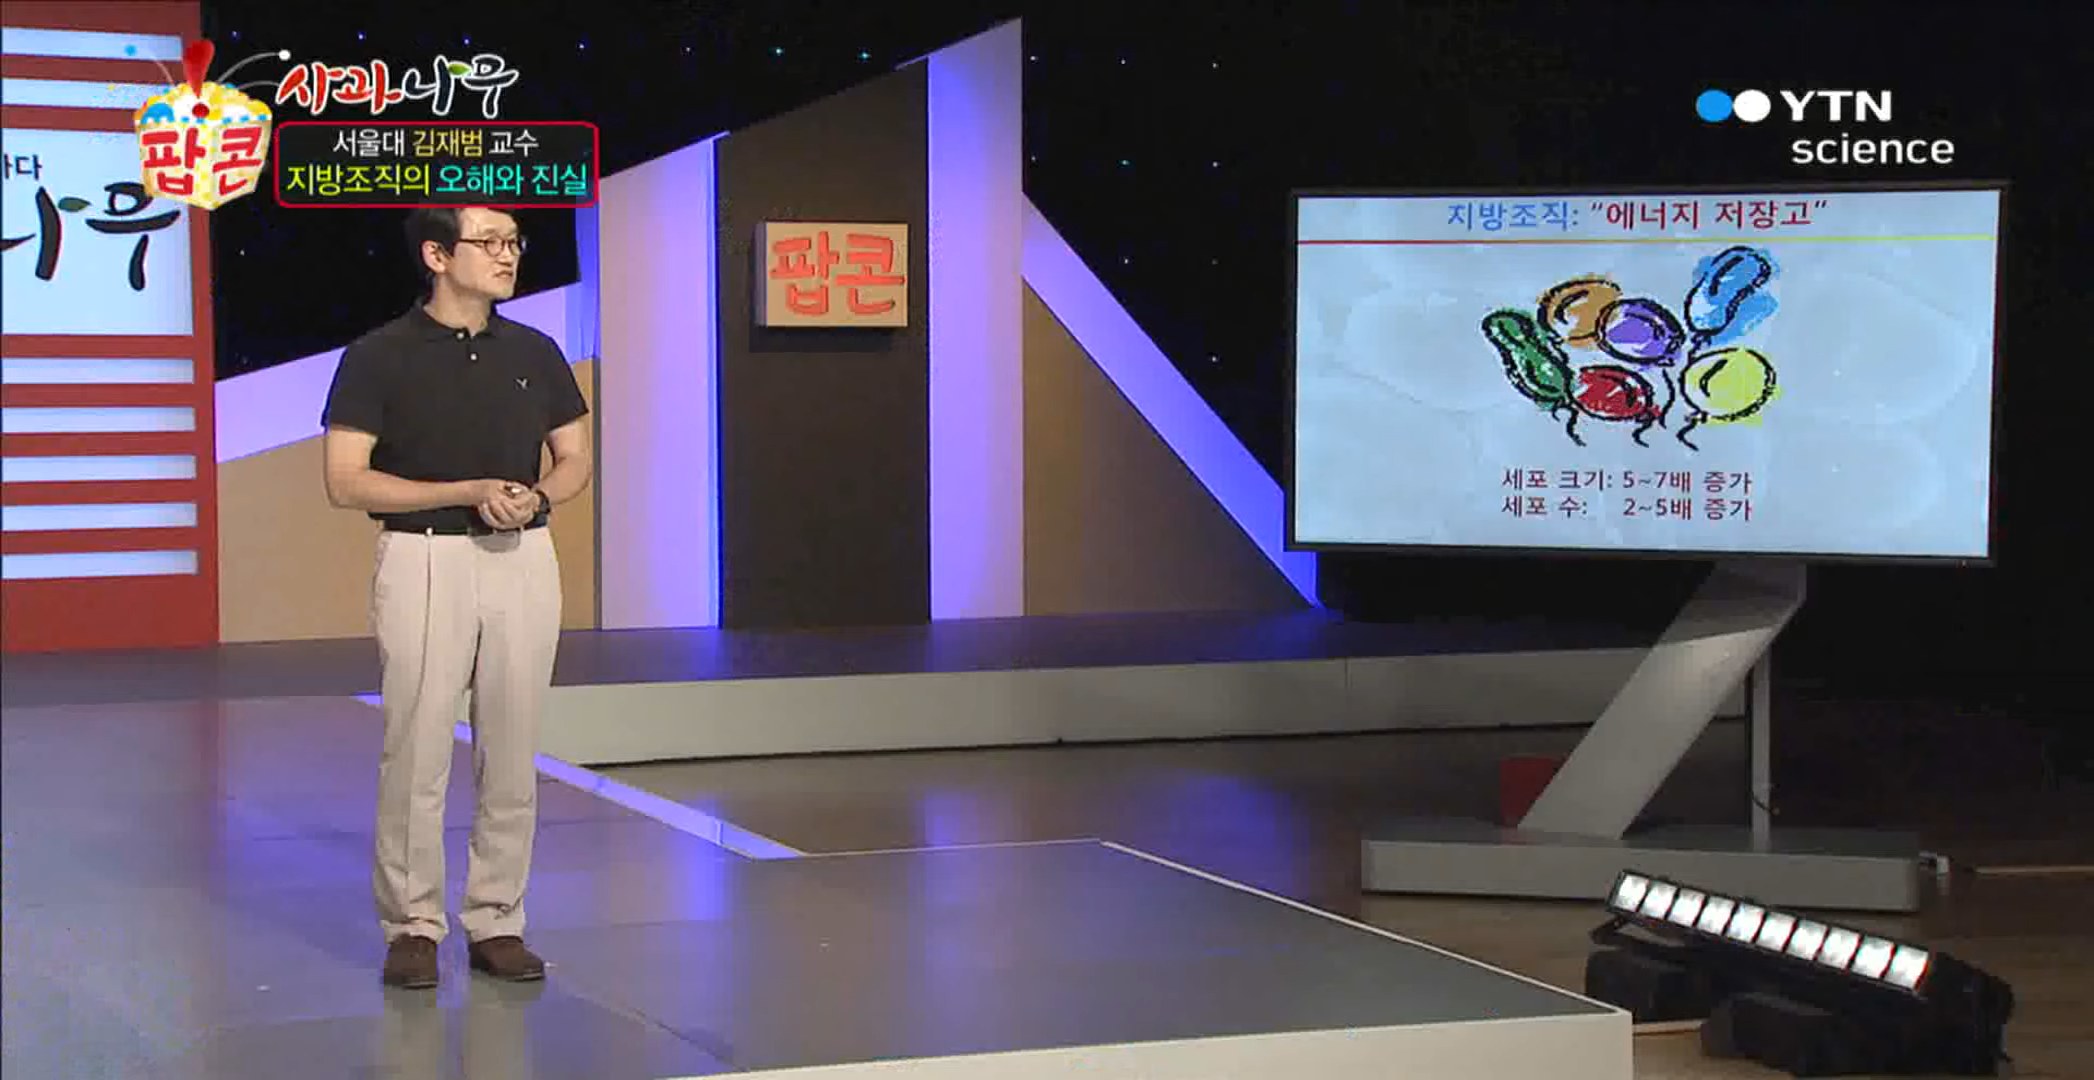 사과나무
팝콘
서울대 김재범 교수
지방조직의 오해와 진실
YTN
science
나무
팝콘
지방조직: “에너지 저장고”
세포 크기: 5~7배 증가
세포 수: 2~5배 증가